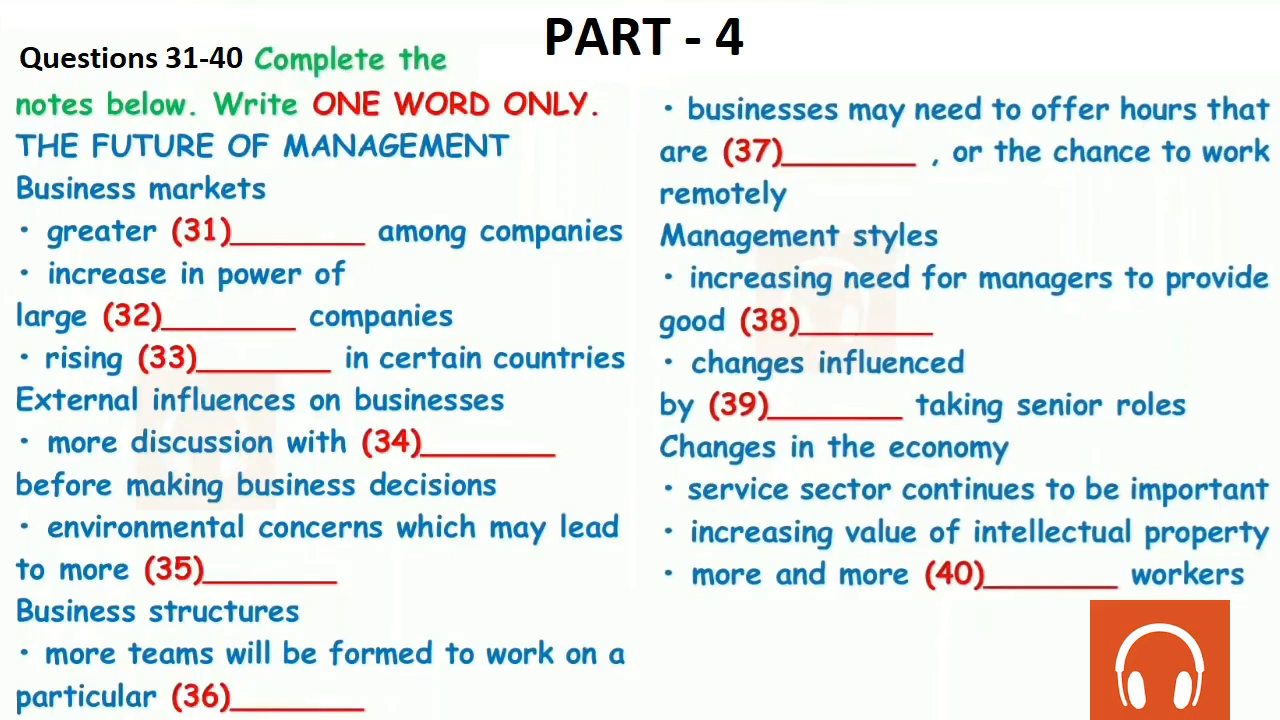 PART - 4
Questions 31-40 Complete the
notes below. Write ONE WORD ONLY.
THE FUTURE OF MANAGEMENT
Business markets
• greater (31)________ among companies
• increase in power of
large (32)________ companies
• rising (33)________ in certain countries
External influences on businesses
• more discussion with (34)________
before making business decisions
• environmental concerns which may lead
to more (35)________
Business structures
• more teams will be formed to work on a
particular (36)________
• businesses may need to offer hours that
are (37)________ , or the chance to work
remotely
Management styles
• increasing need for managers to provide
good (38)________
• changes influenced
by (39)________ taking senior roles
Changes in the economy
• service sector continues to be important
• increasing value of intellectual property
• more and more (40)________ workers